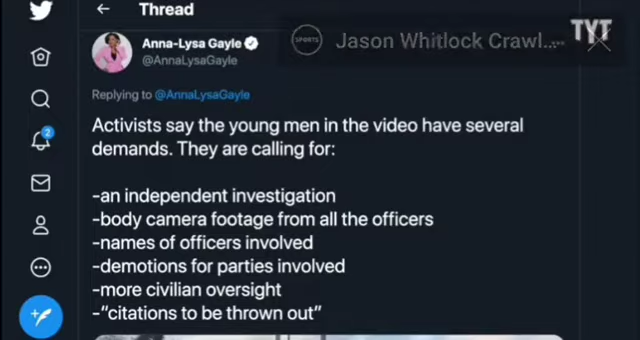 Thread
SPORTS
Jason Whitlock Crawl...
TYT
Anna-Lysa Gayle
@AnnaLysaGayle
Replying to @AnnaLysaGayle
2
Activists say the young men in the video have several
demands. They are calling for:
-an independent investigation
-body camera footage from all the officers
-names of officers involved
-demotions for parties involved
-more civilian oversight
-“citations to be thrown out”